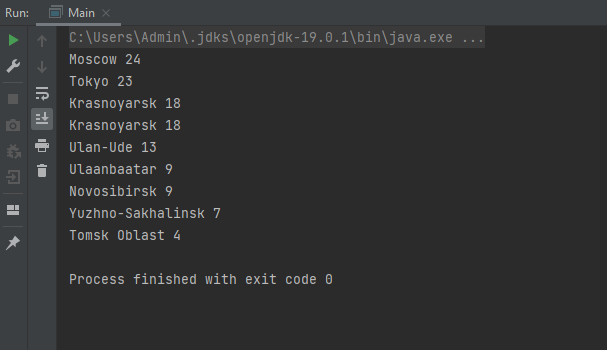 Run: Main ×
C:\Users\Admin\.jdks\openjdk-19.0.1\bin\java.exe ...
Moscow 24
Tokyo 23
Krasnoyarsk 18
Krasnoyarsk 18
Ulan-Ude 13
Ulaanbaatar 9
Novosibirsk 9
Yuzhno-Sakhalinsk 7
Tomsk Oblast 4
Process finished with exit code 0